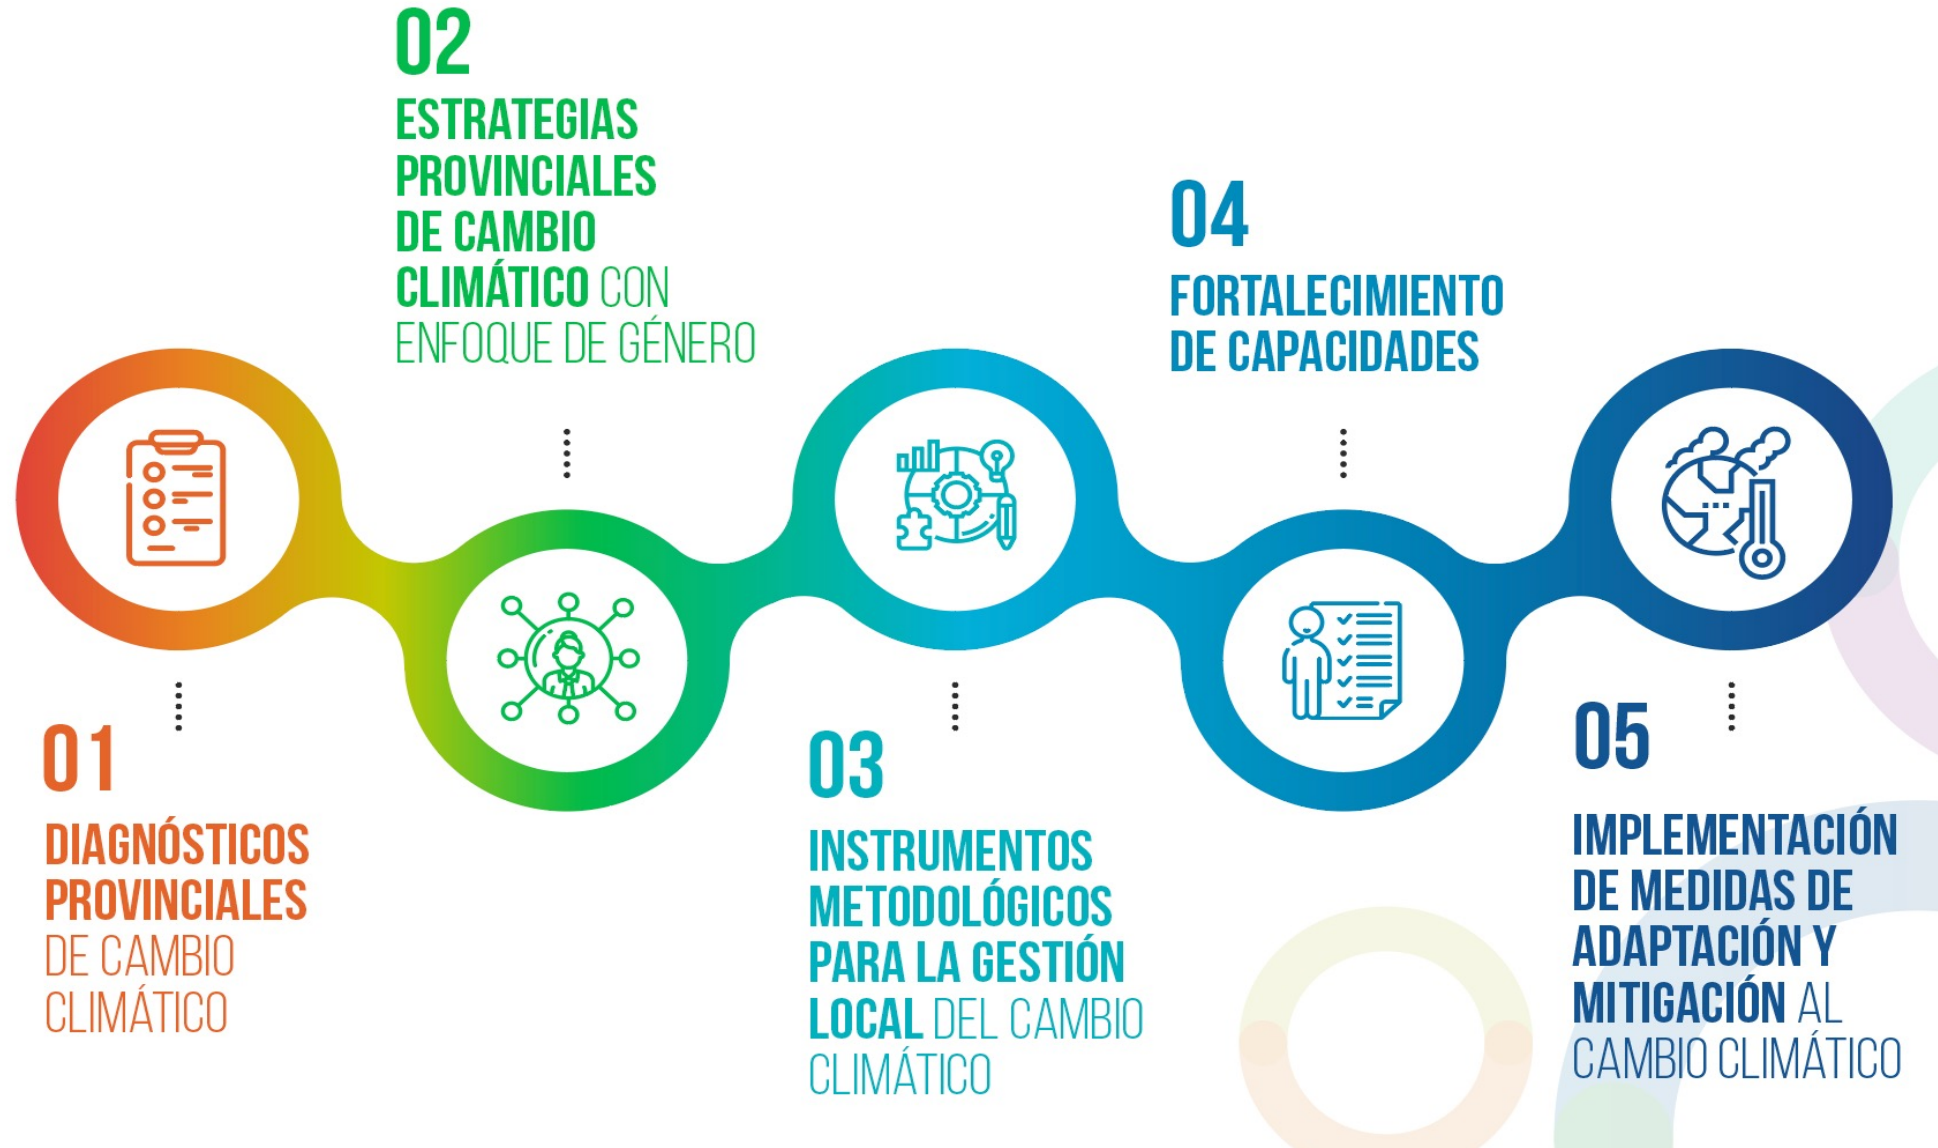 01
DIAGNÓSTICOS
PROVINCIALES
DE CAMBIO
CLIMÁTICO
02
ESTRATEGIAS
PROVINCIALES
DE CAMBIO
CLIMÁTICO CON
ENFOQUE DE GÉNERO
03
INSTRUMENTOS
METODOLÓGICOS
PARA LA GESTIÓN
LOCAL DEL CAMBIO
CLIMÁTICO
04
FORTALECIMIENTO
DE CAPACIDADES
05
IMPLEMENTACIÓN
DE MEDIDAS DE
ADAPTACIÓN Y
MITIGACIÓN AL
CAMBIO CLIMÁTICO